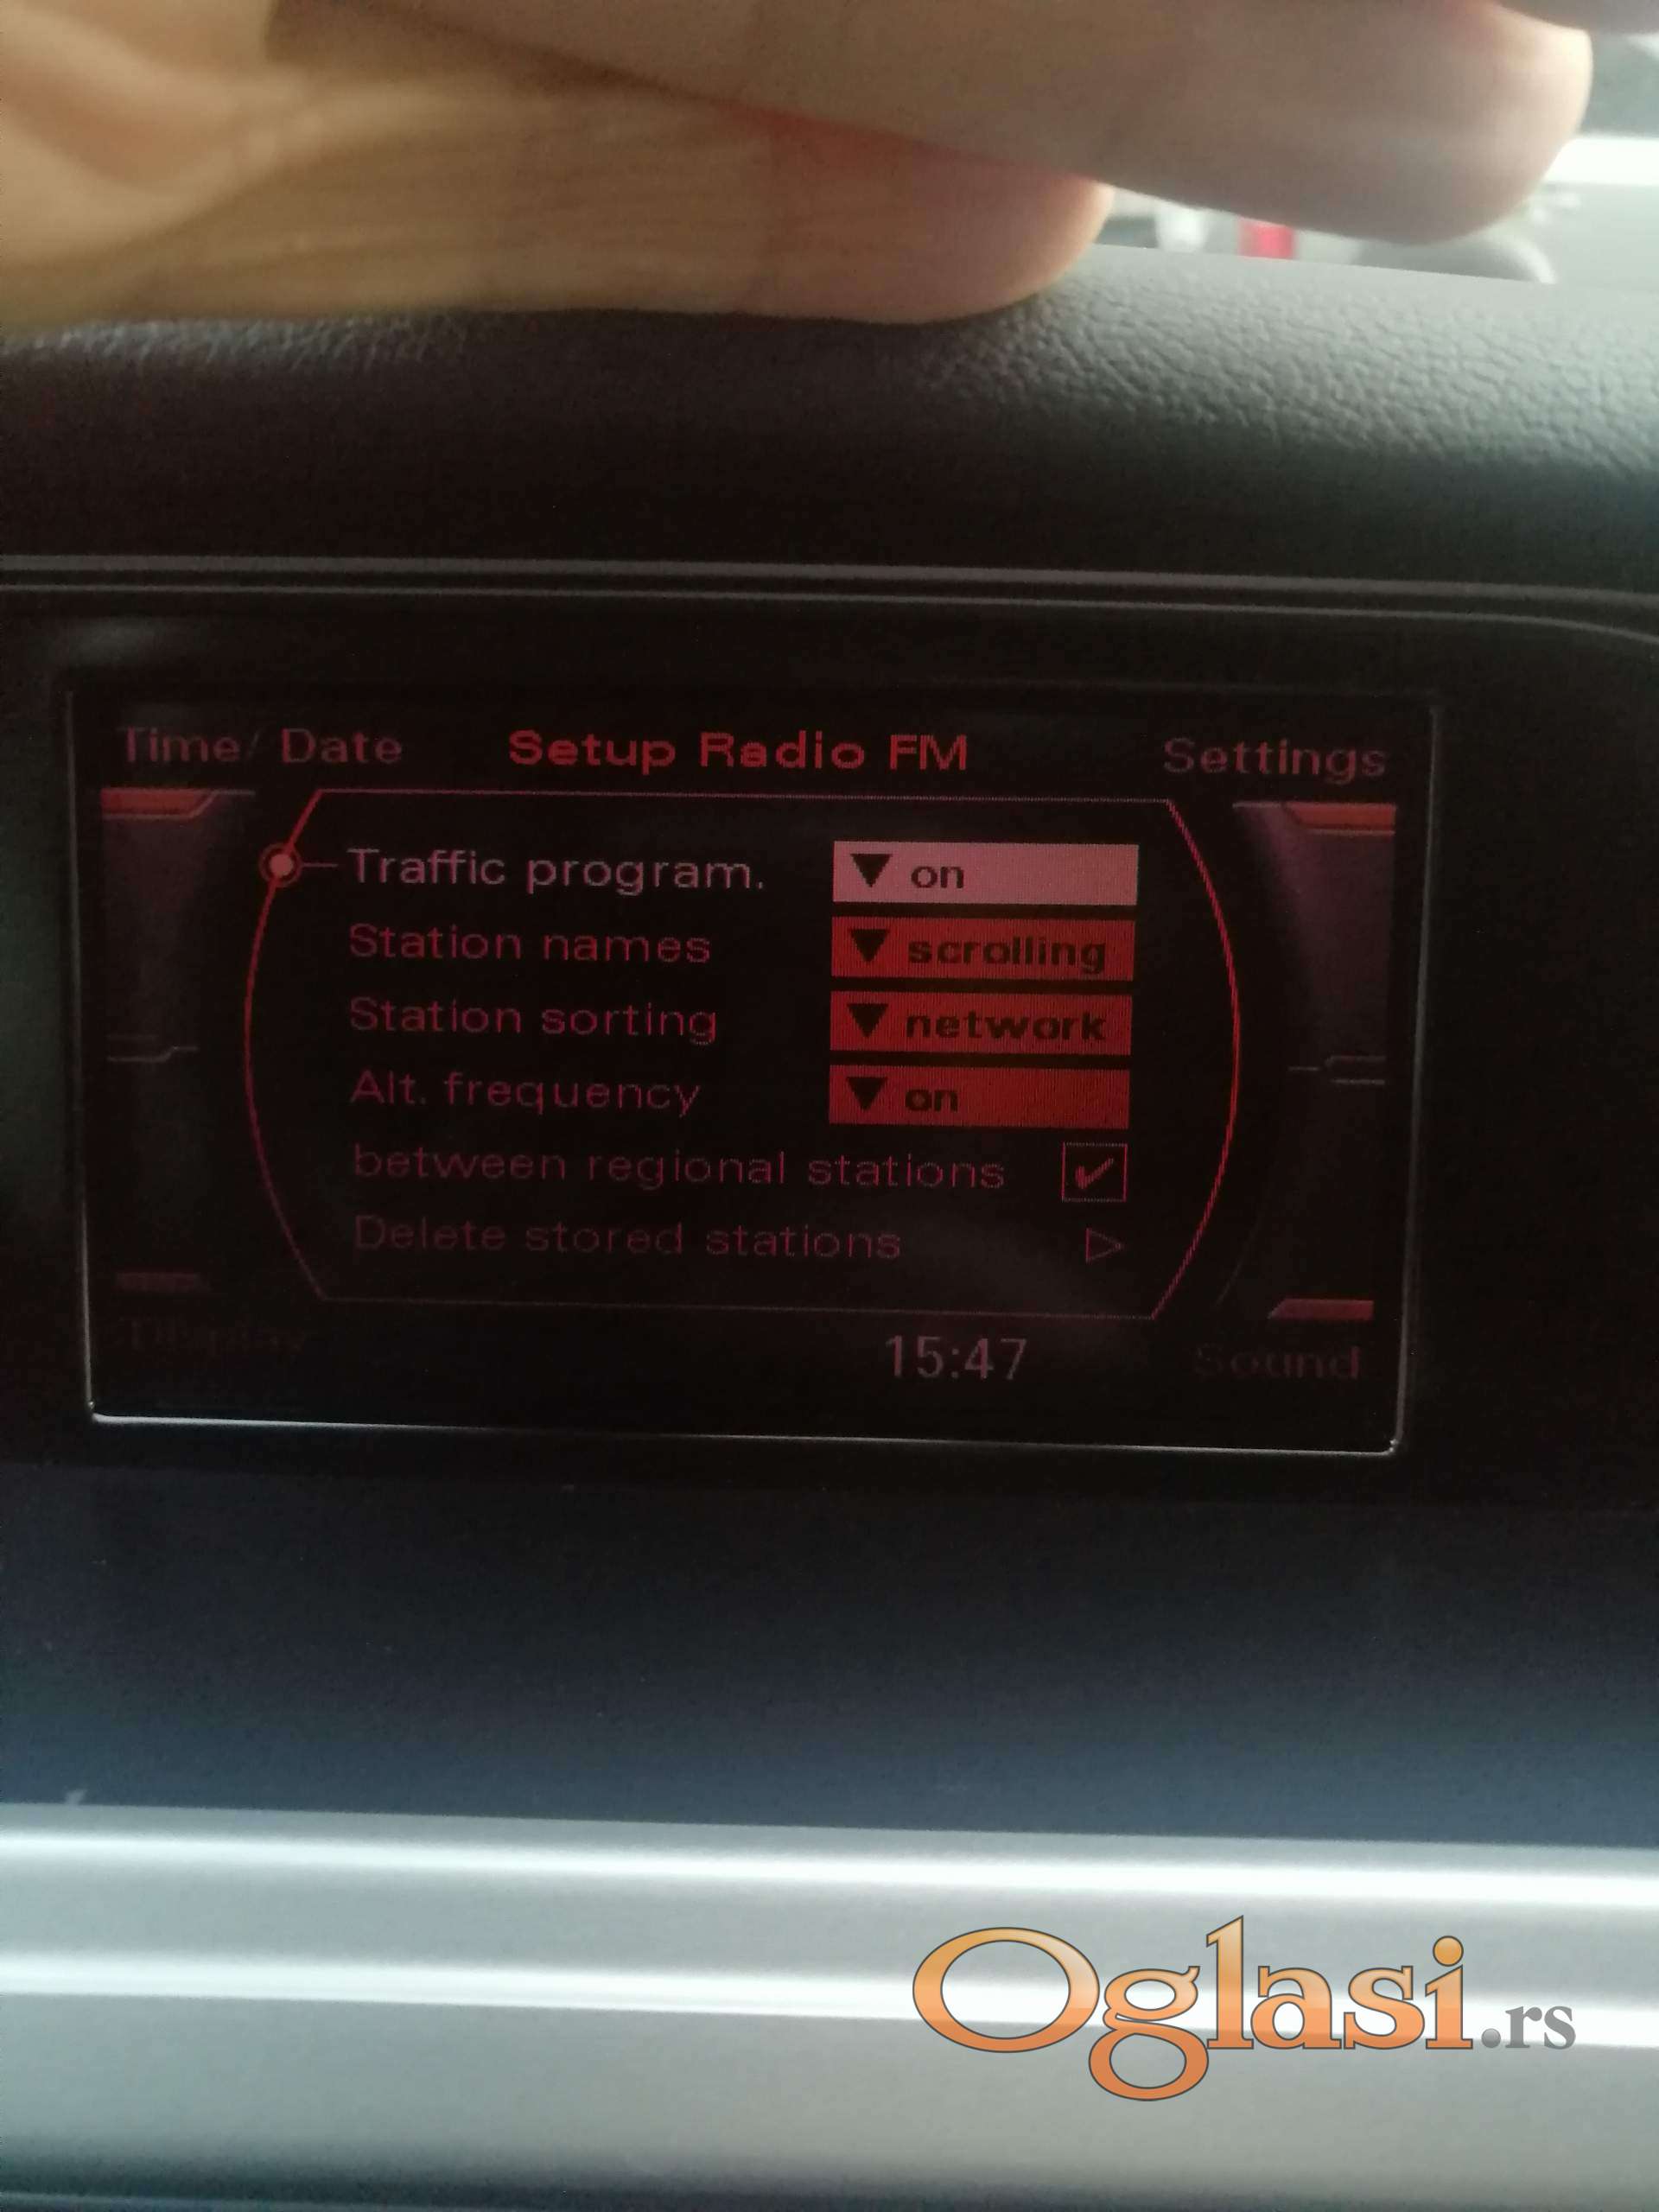 Time/ Date Setup Radio FM Settings
Traffic program. on
Station names scrolling
Station sorting network
Alt. frequency on
between regional stations
Delete stored stations
Display 15:47 Sound
Oglasi.rs